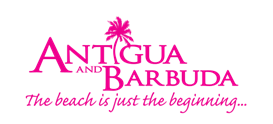 ANTIGUA
AND BARBUDA
The beach is just the beginning...